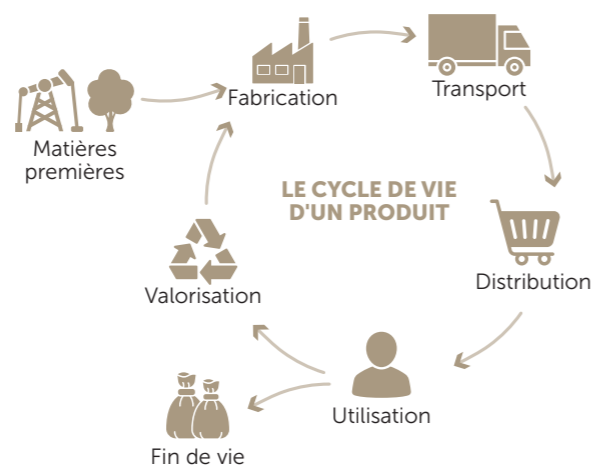 Fabrication
Transport
Matières
premières
LE CYCLE DE VIE
D'UN PRODUIT
Distribution
Valorisation
Utilisation
Fin de vie